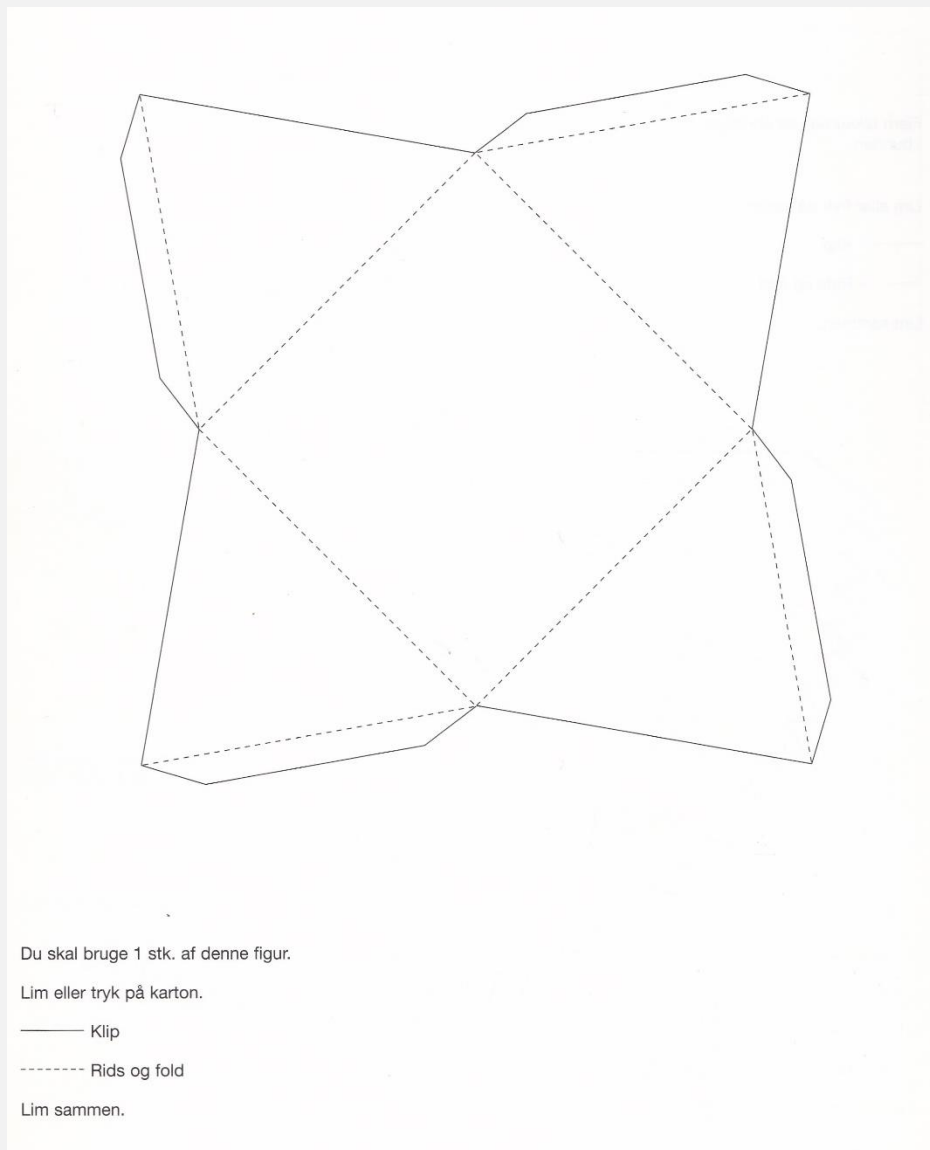 Du skal bruge 1 stk. af denne figur.
Lim eller tryk på karton.
Klip
Rids og fold
Lim sammen.